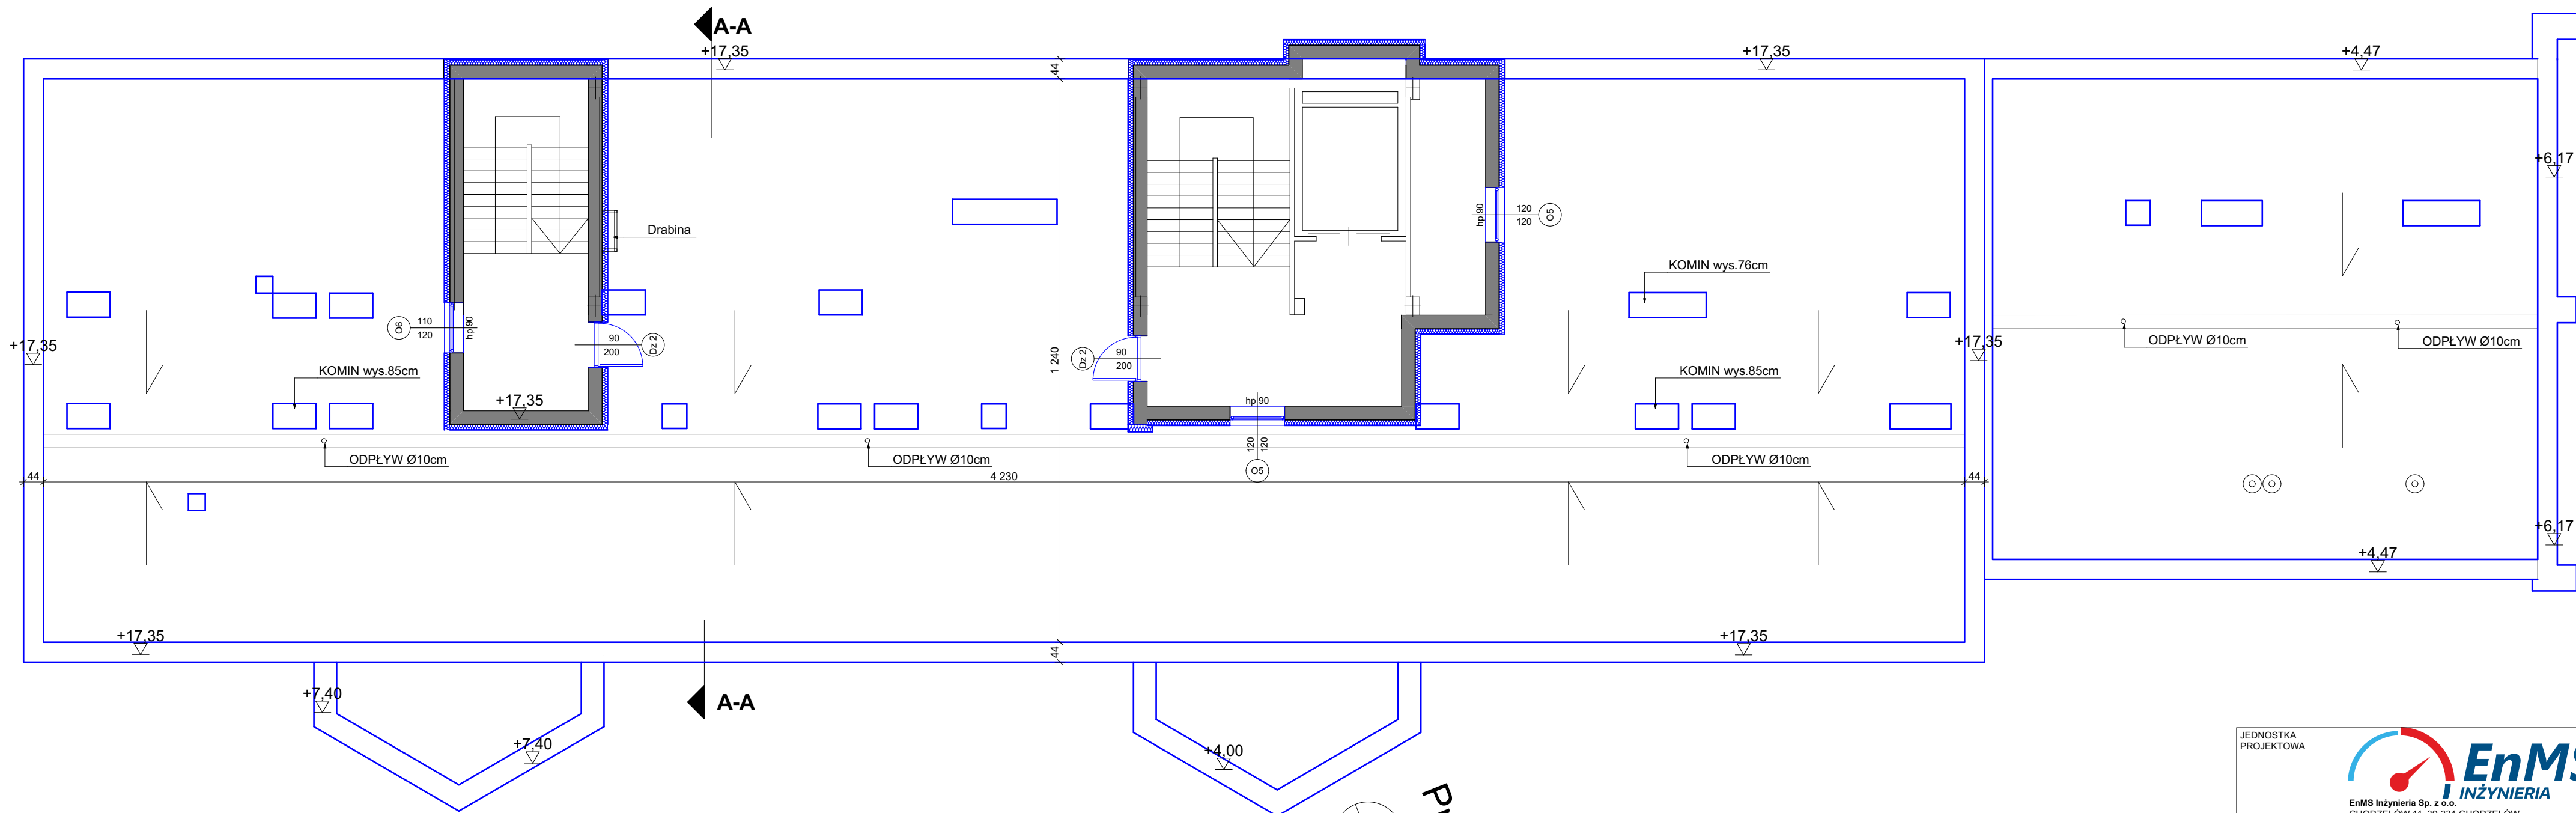 A-A
+17,35
+17,35
+4,47
44
+6,17
Drabina
hp 90
120
120
O5
KOMIN wys.76cm
O6
110
120
hp 90
90
200
Dz 2
1 240
Dz 2
90
200
+17,35
+17,35
ODPŁYW Ø10cm
ODPŁYW Ø10cm
KOMIN wys.85cm
KOMIN wys.85cm
+17,35
hp 90
120
120
O5
ODPŁYW Ø10cm
ODPŁYW Ø10cm
ODPŁYW Ø10cm
44
4 230
44
+6,17
+4,47
+17,35
+17,35
44
+7,40
A-A
+7,40
+4,00
JEDNOSTKA
PROJEKTOWA
EnMS
INŻYNIERIA
EnMS Inżynieria Sp. z o.o.